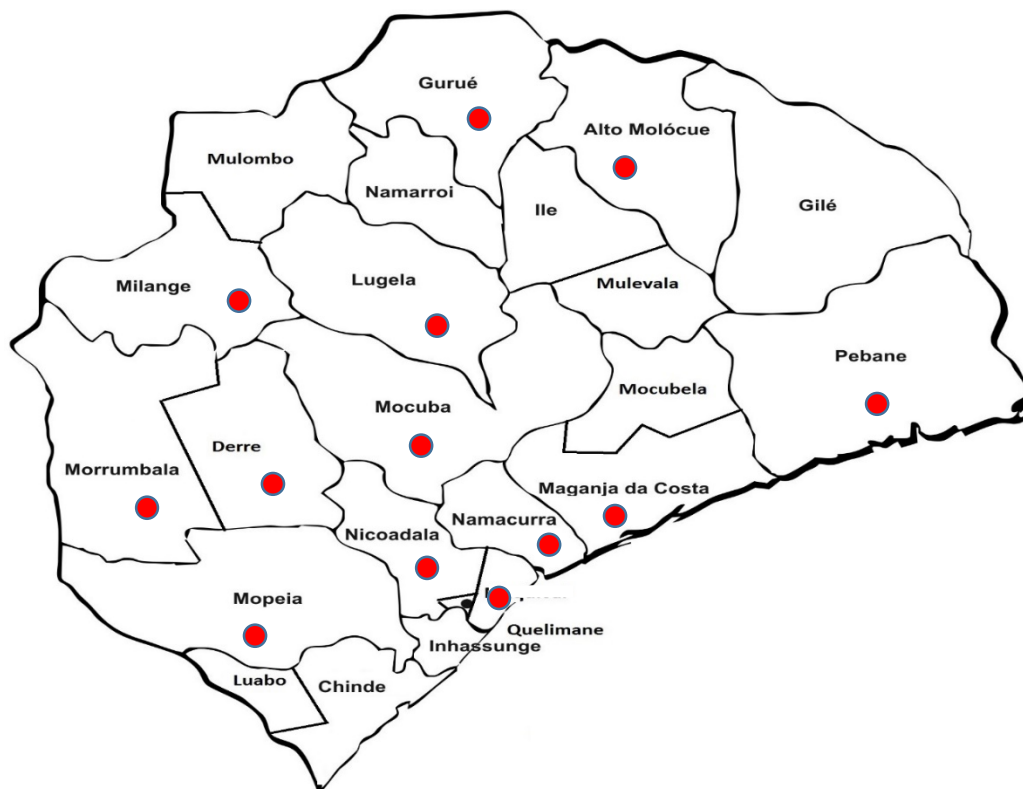 Gurué
Alto Molócue
Mulombo
Namarroi
Ile
Gilé
Milange
Lugela
Mulevala
Pebane
Mocubela
Mocuba
Derre
Morrumbala
Maganja da Costa
Namacurra
Nicoadala
Mopeia
Quelimane
Inhassunge
Luabo
Chinde